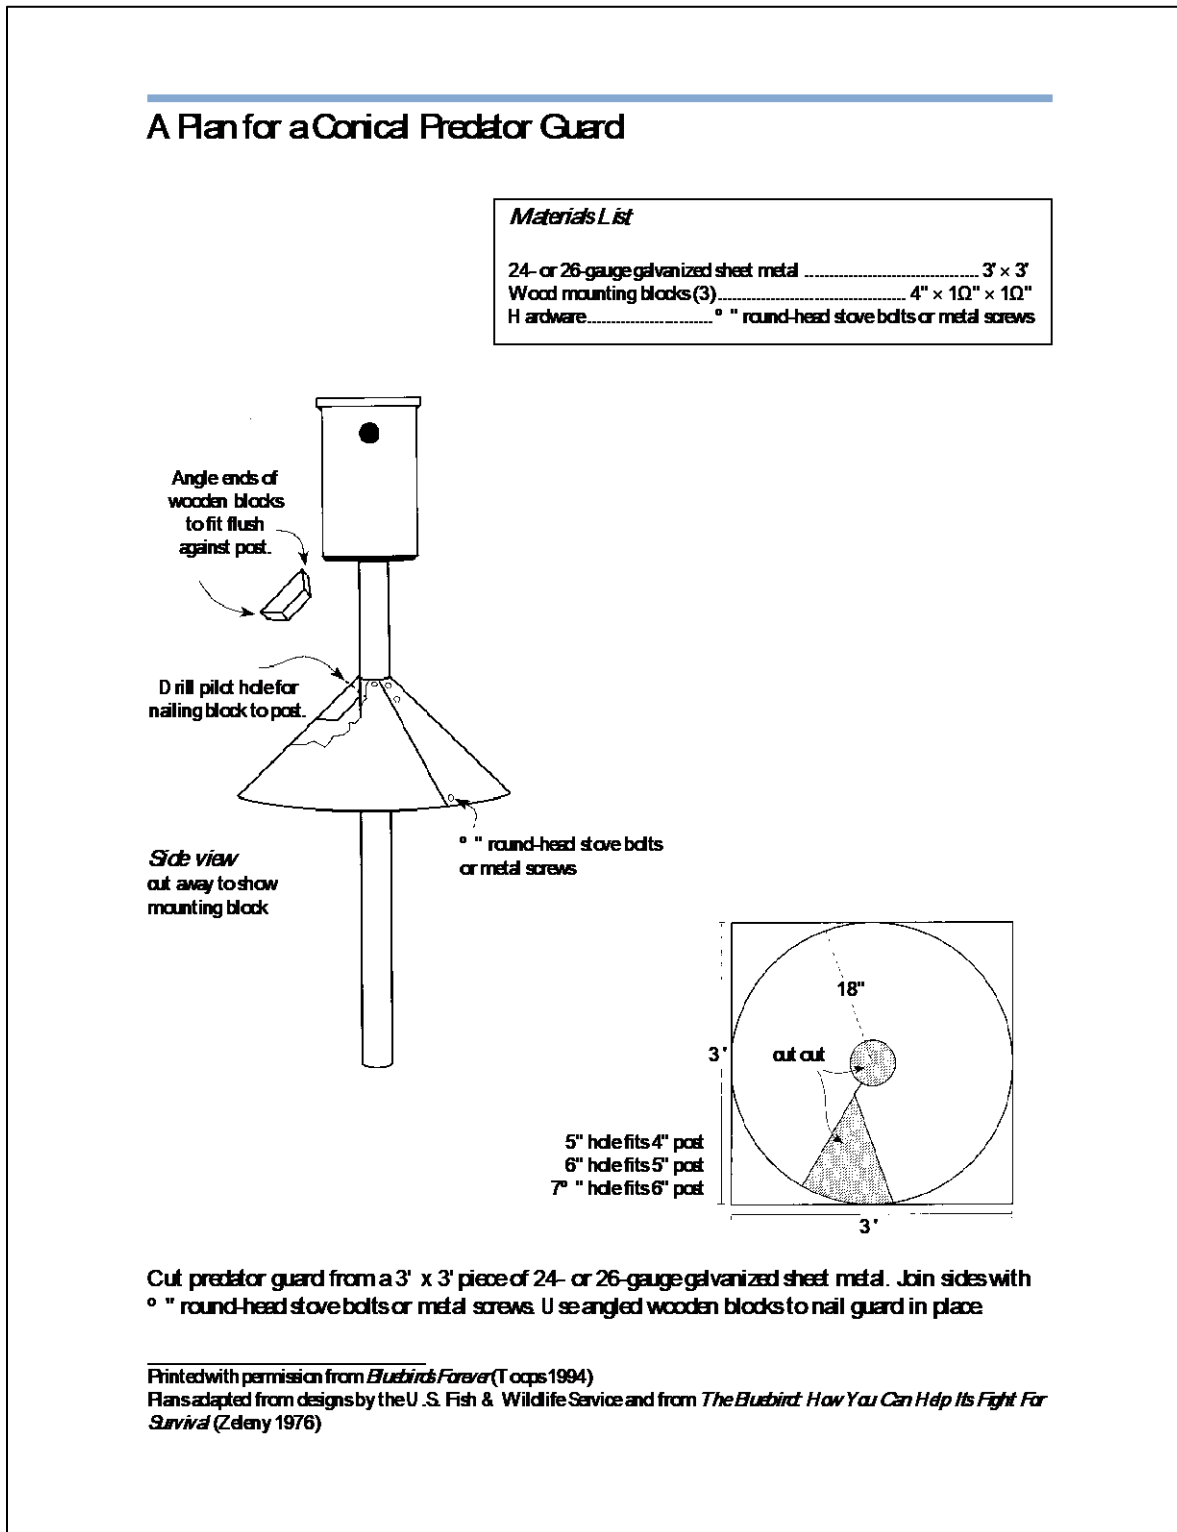 A Plan for a Conical Predator Guard
Materials List
24- or 26-gauge galvanized sheet metal .................................... 3' × 3'
Wood mounting blocks (3) ...................................... 4" × 1Ω" × 1Ω"
Hardware .......................... º " round-head stove bolts or metal screws
Angle ends of
wooden blocks
to fit flush
against post.
Drill pilot hole for
nailing block to post.
º " round-head stove bolts
or metal screws
Side view
cut away to show
mounting block
18"
3'
cut out
5" hole fits 4" post
6" hole fits 5" post
7º " hole fits 6" post
3'
Cut predator guard from a 3' x 3' piece of 24- or 26-gauge galvanized sheet metal. Join sides with
º " round-head stove bolts or metal screws. Use angled wooden blocks to nail guard in place.
Printed with permission from Bluebirds Forever (Toops 1994)
Plans adapted from designs by the U.S. Fish & Wildlife Service and from The Bluebird: How You Can Help Its Fight For
Survival (Zeleny 1976)